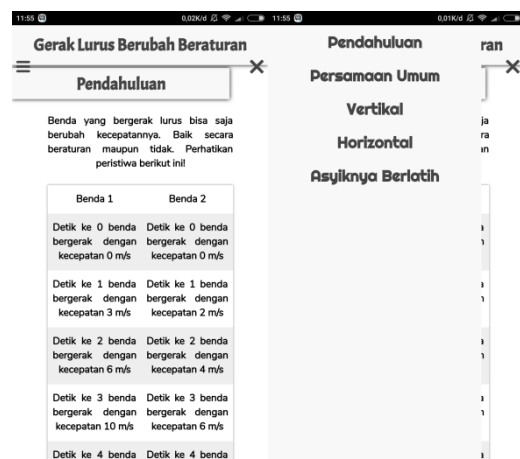 11:55
0,02K/d
Gerak Lurus Berubah Beraturan
Pendahuluan
Benda yang bergerak lurus bisa saja
berubah kecepatannya. Baik secara
beraturan maupun tidak. Perhatikan
peristiwa berikut ini!
Benda 1 Benda 2
Detik ke 0 benda Detik ke 0 benda
bergerak dengan bergerak dengan
kecepatan 0 m/s kecepatan 0 m/s
Detik ke 1 benda Detik ke 1 benda
bergerak dengan bergerak dengan
kecepatan 3 m/s kecepatan 2 m/s
Detik ke 2 benda Detik ke 2 benda
bergerak dengan bergerak dengan
kecepatan 6 m/s kecepatan 4 m/s
Detik ke 3 benda Detik ke 3 benda
bergerak dengan bergerak dengan
kecepatan 10 m/s kecepatan 6 m/s
Detik ke 4 benda Detik ke 4 benda
11:55
0,01K/d
Pendahuluan
Persamaan Umum
Vertikal
Horizontal
Asyiknya Berlatih
ran
ja
ra
an